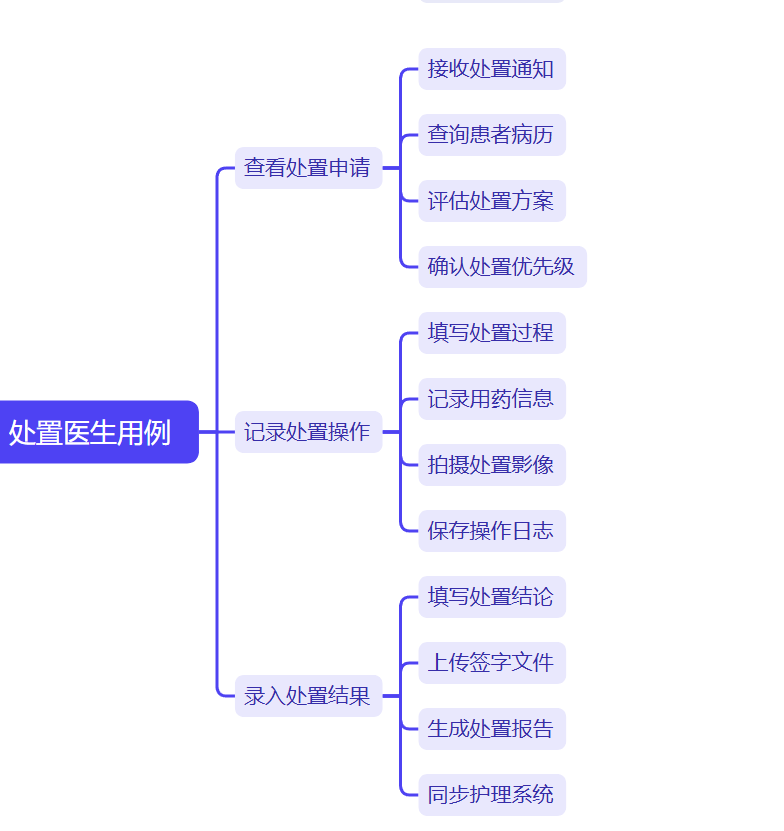 处置医生用例
查看处置申请
接收处置通知
查询患者病历
评估处置方案
确认处置优先级
记录处置操作
填写处置过程
记录用药信息
拍摄处置影像
保存操作日志
录入处置结果
填写处置结论
上传签字文件
生成处置报告
同步护理系统